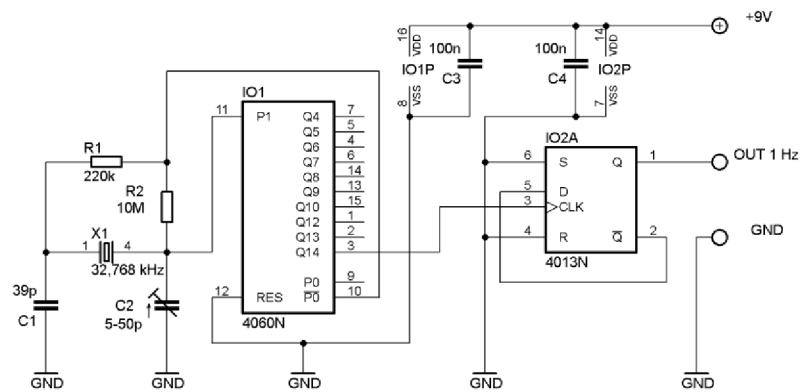 +9V
16
VDD
100n
C3
IO1P
8
VSS
100n
C4
14
VDD
IO2P
7
VSS
IO1
11
P1
Q4
7
Q5
5
Q6
4
Q7
6
Q8
14
Q9
13
Q10
15
Q12
1
Q13
2
Q14
3
P0
9
P0
10
12
RES
4060N
R1
220k
R2
10M
X1
1
4
32,768 kHz
39p
C1
C2
5-50p
IO2A
6
S
Q
1
5
D
3
CLK
4
R
Q
2
4013N
OUT 1 Hz
GND
GND
GND
GND
GND
GND